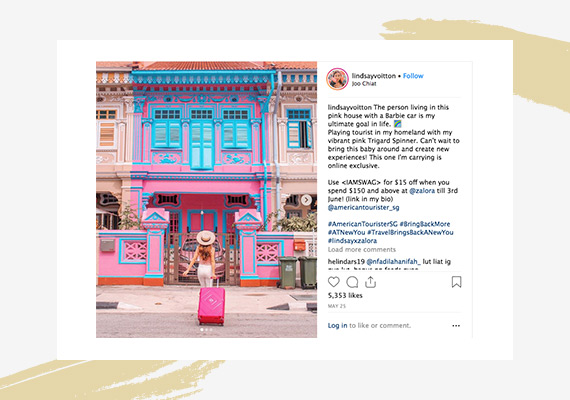 lindsayvoitton • Follow
Joo Chiat
lindsayvoitton The person living in this
pink house with a Barbie car is my
ultimate goal in life.
Playing tourist in my homeland with my
vibrant pink Trigard Spinner. Can't wait to
bring this baby around and create new
experiences! This one I'm carrying is
online exclusive.
Use <IAMSWAG> for $15 off when you
spend $150 and above at @zalora till 3rd
June! (link in my bio)
@americantourister_sg
#AmericanTouristerSG #BringBackMore
#ATNewYou #TravelBringsBackANewYou
#lindsayxzalora
Load more comments
helindars19 @nfadilahanifah_ lut liat ig
5,353 likes
MAY 25
Log in to like or comment.